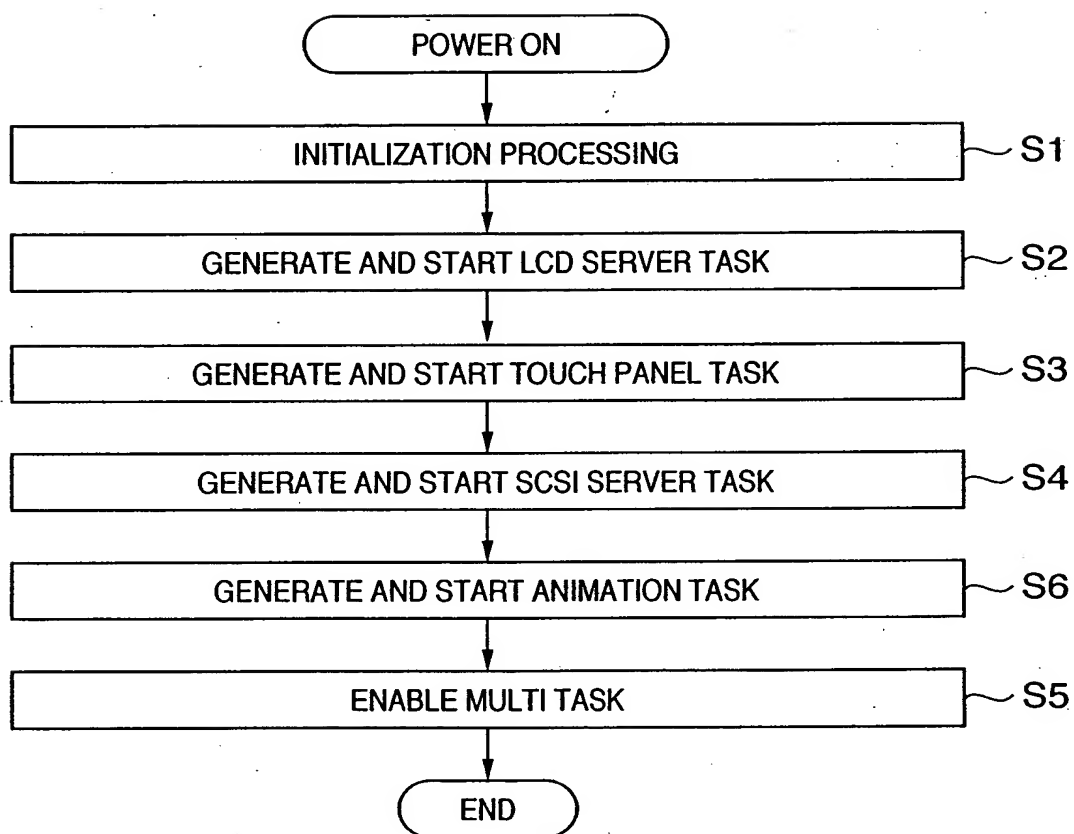 POWER ON
INITIALIZATION PROCESSING S1
GENERATE AND START LCD SERVER TASK S2
GENERATE AND START TOUCH PANEL TASK S3
GENERATE AND START SCSI SERVER TASK S4
GENERATE AND START ANIMATION TASK S6
ENABLE MULTI TASK S5
END